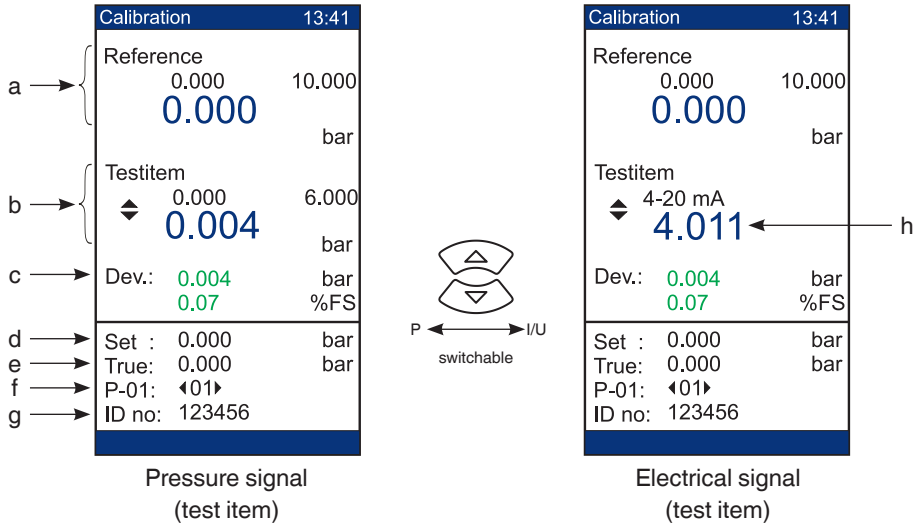 Calibration 13:41
Reference
0.000 10.000
0.000
bar
Testitem
0.000 6.000
0.004
bar
Dev.: 0.004 bar
0.07 %FS
Set : 0.000 bar
True: 0.000 bar
P-01: 01
ID no: 123456
a
b
c
d
e
f
g
Pressure signal
(test item)
P I/U
switchable
Calibration 13:41
Reference
0.000 10.000
0.000
bar
Testitem
4-20 mA
4.011
h
Dev.: 0.004 bar
0.07 %FS
Set : 0.000 bar
True: 0.000 bar
P-01: 01
ID no: 123456
Electrical signal
(test item)